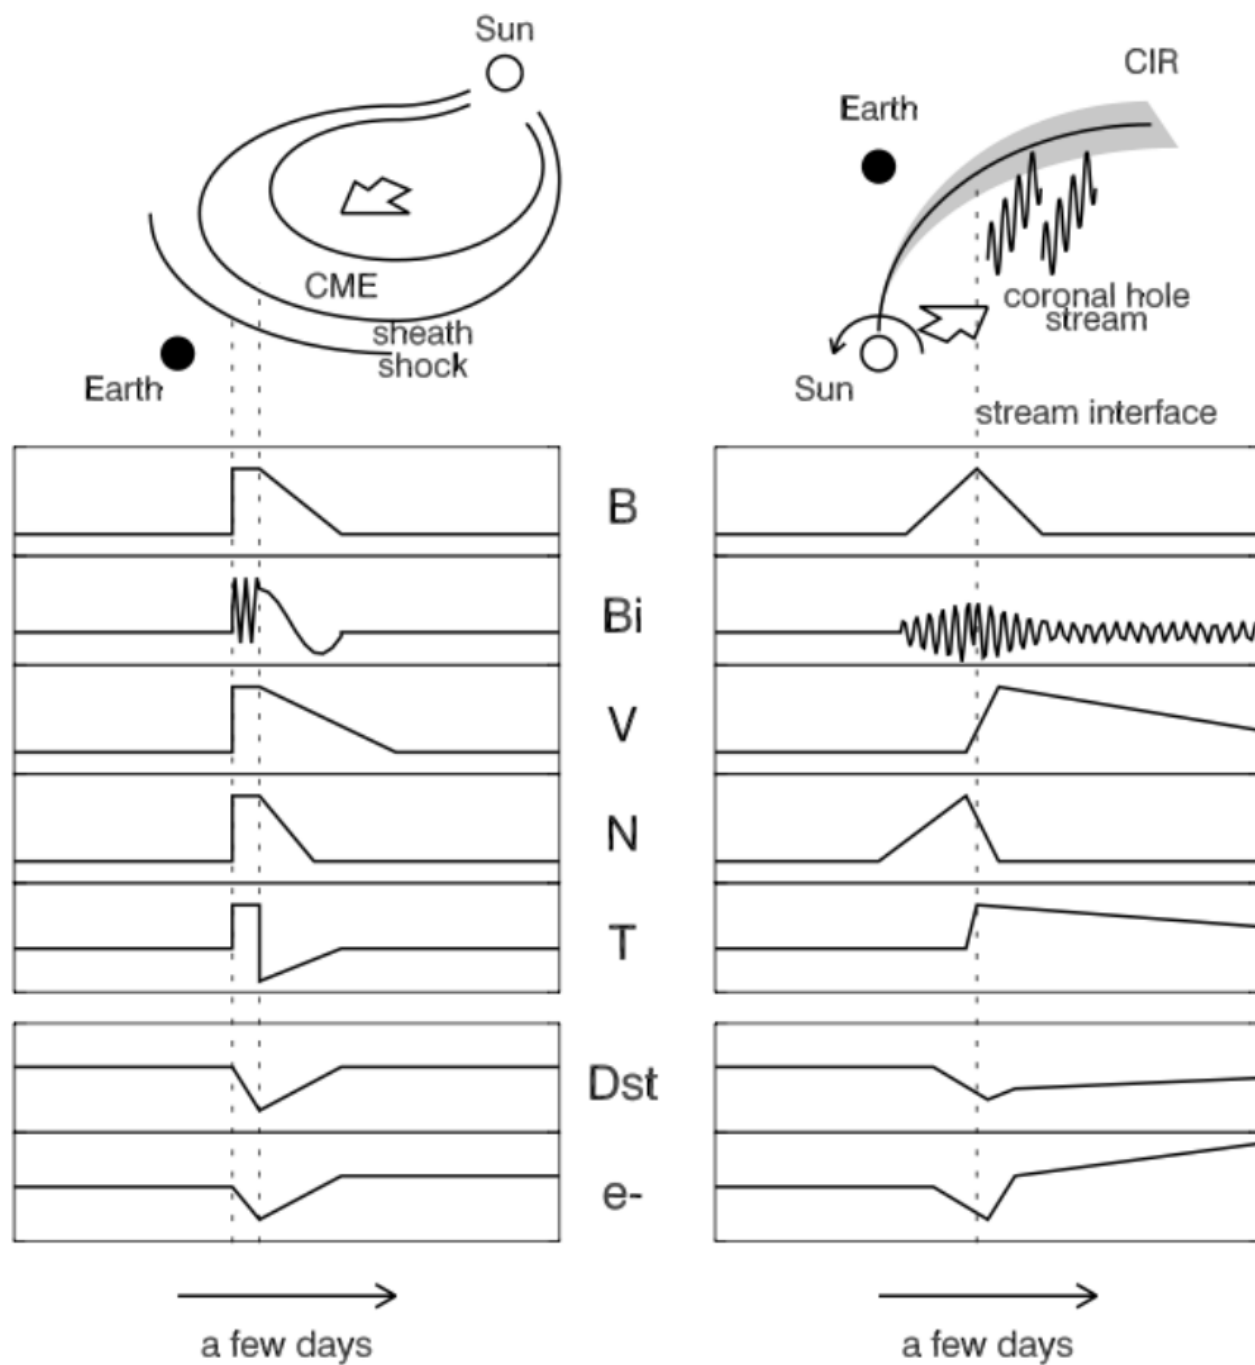 Sun
CME
sheath
shock
Earth
CIR
Earth
coronal hole
stream
Sun
stream interface
B
Bi
V
N
T
Dst
e-
a few days
a few days